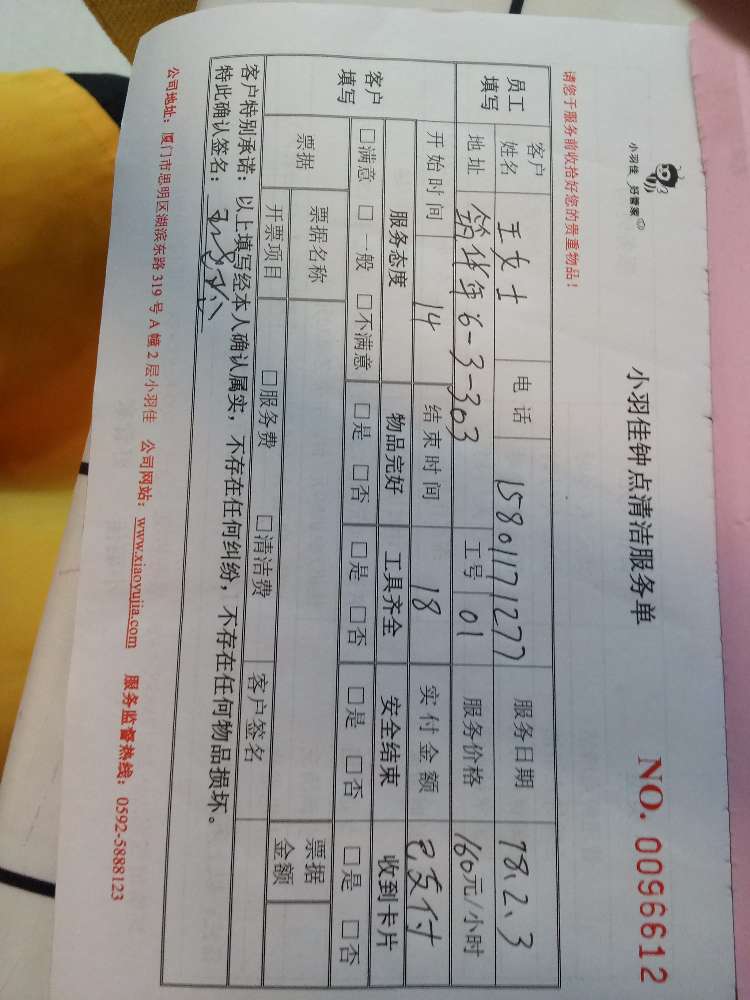 小羽佳 好管家
小羽佳钟点清洁服务单
NO. 0096612
请您于服务前收拾好您的贵重物品!
员工填写 客户姓名 王女士 电话 15801171277 服务日期 18.2.3
地址 筑华年6-3-303 工号 01 服务价格 160元/小时
开始时间 14 结束时间 18 实付金额 已支付
客户填写 服务态度 物品完好 工具齐全 安全结束 收到卡片
□满意 □一般 □不满意 □是 □否 □是 □否 □是 □否 □是 □否
票据 票据名称 票据金额
开票项目 □服务费 □清洁费 客户签名
客户特别承诺:以上填写经本人确认属实,不存在任何纠纷,不存在任何物品损坏。
特此确认签名:
公司地址:厦门市思明区湖滨东路319号A幢2层小羽佳 公司网站:www.xiaoyujia.com 服务监督热线:0592-5888123